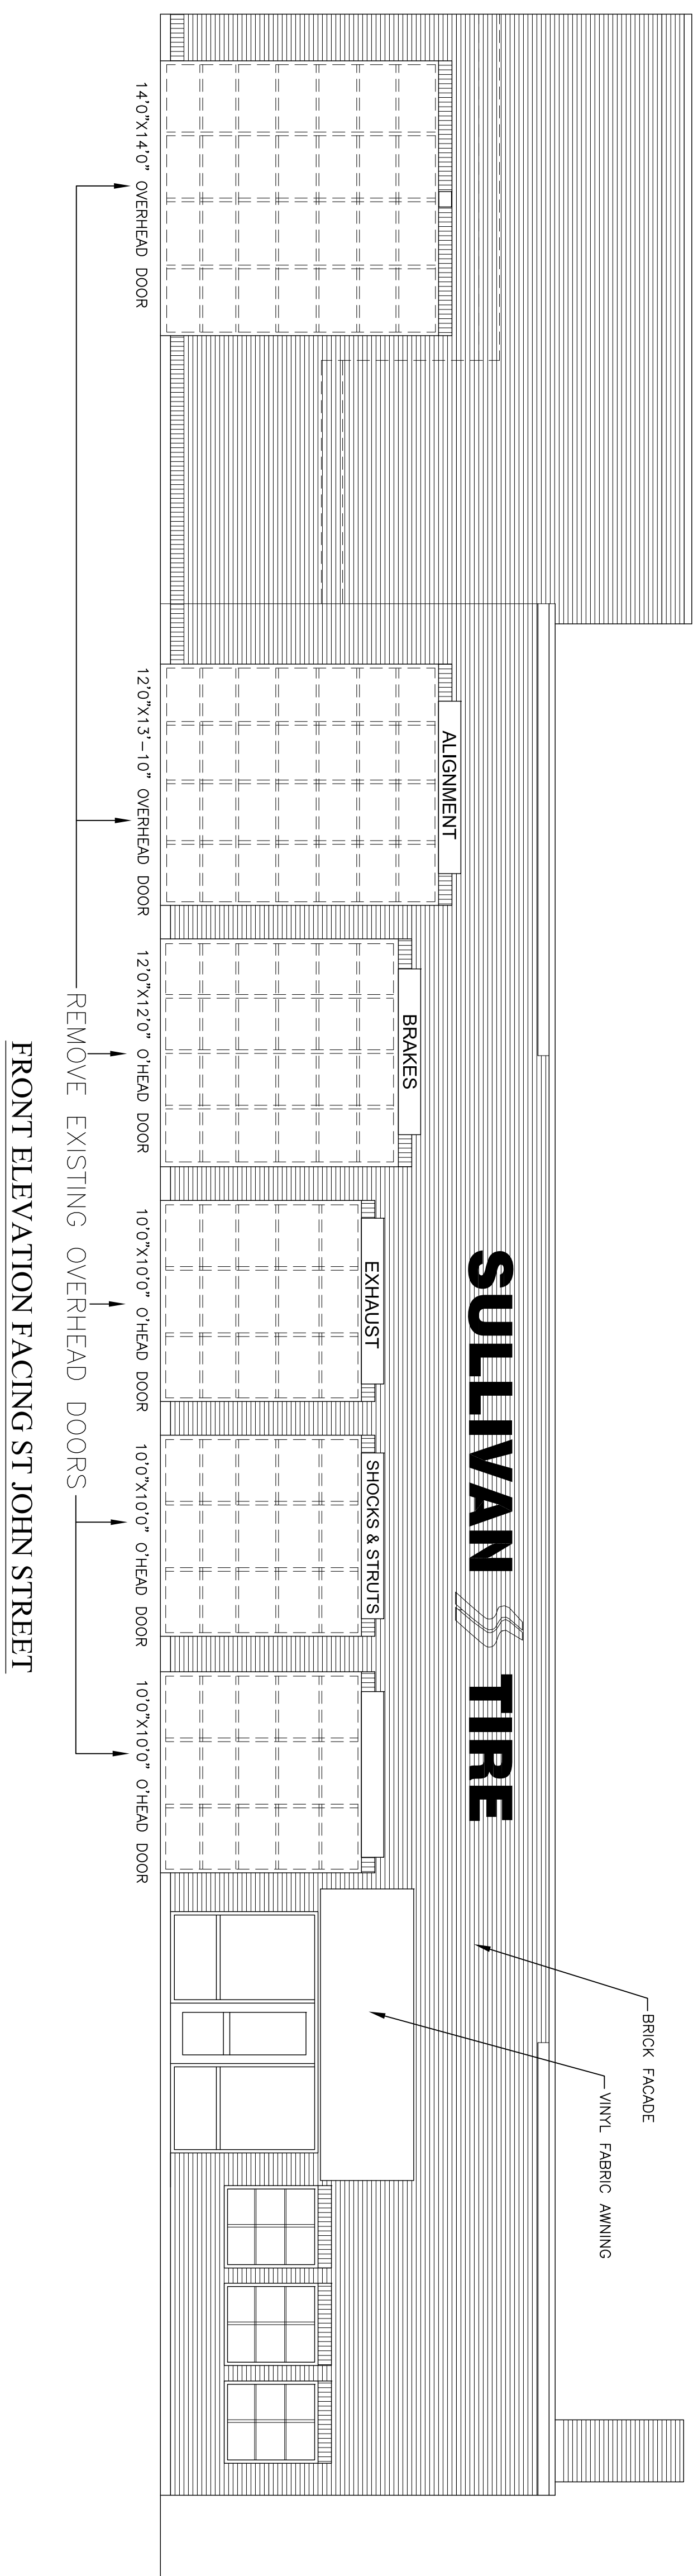 BRICK FACADE
VINYL FABRIC AWNING
SULLIVAN TIRE
ALIGNMENT
BRAKES
EXHAUST
SHOCKS & STRUTS
14'0"X14'0" OVERHEAD DOOR
12'0"X13'-10" OVERHEAD DOOR
12'0"X12'0" O'HEAD DOOR
10'0"X10'0" O'HEAD DOOR
10'0"X10'0" O'HEAD DOOR
10'0"X10'0" O'HEAD DOOR
REMOVE EXISTING OVERHEAD DOORS
FRONT ELEVATION FACING ST JOHN STREET